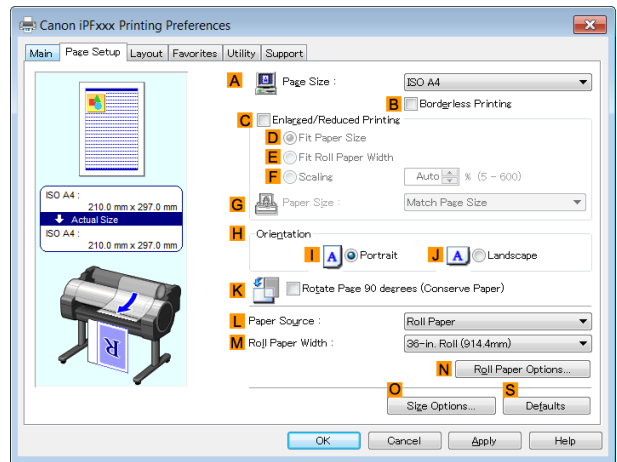 Canon iPFxxx Printing Preferences
Main Page Setup Layout Favorites Utility Support
A Page Size : ISO A4
B Borderless Printing
C Enlarged/Reduced Printing
D Fit Paper Size
E Fit Roll Paper Width
F Scaling Auto % (5 - 600)
G Paper Size : Match Page Size
ISO A4 :
210.0 mm x 297.0 mm
Actual Size
ISO A4 :
210.0 mm x 297.0 mm
H Orientation
I A Portrait J A Landscape
K Rotate Page 90 degrees (Conserve Paper)
L Paper Source : Roll Paper
M Roll Paper Width : 36-in. Roll (914.4mm)
R
N Roll Paper Options...
O S
Size Options... Defaults
OK Cancel Apply Help